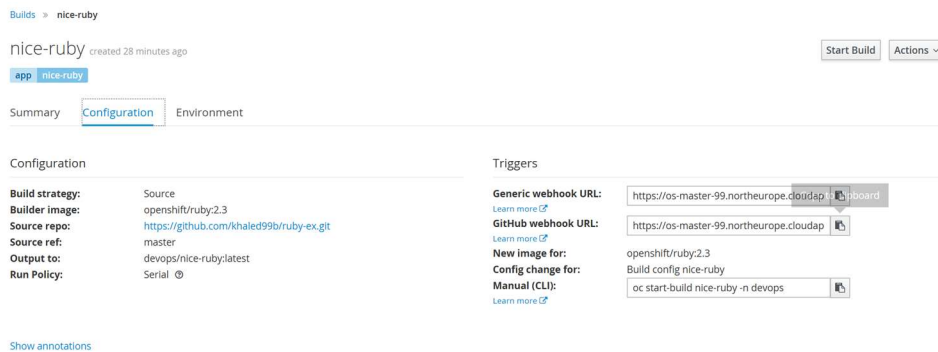 Builds » nice-ruby
nice-ruby created 28 minutes ago
Start Build
Actions
app nice-ruby
Summary Configuration Environment
Configuration
Build strategy: Source
Builder image: openshift/ruby:2.3
Source repo: https://github.com/khaled99b/ruby-ex.git
Source ref: master
Output to: devops/nice-ruby:latest
Run Policy: Serial
Show annotations
Triggers
Generic webhook URL: https://os-master-99.northeurope.cloudap
Learn more
GitHub webhook URL: https://os-master-99.northeurope.cloudap
Learn more
New image for: openshift/ruby:2.3
Config change for: Build config nice-ruby
Manual (CLI): oc start-build nice-ruby -n devops
Learn more